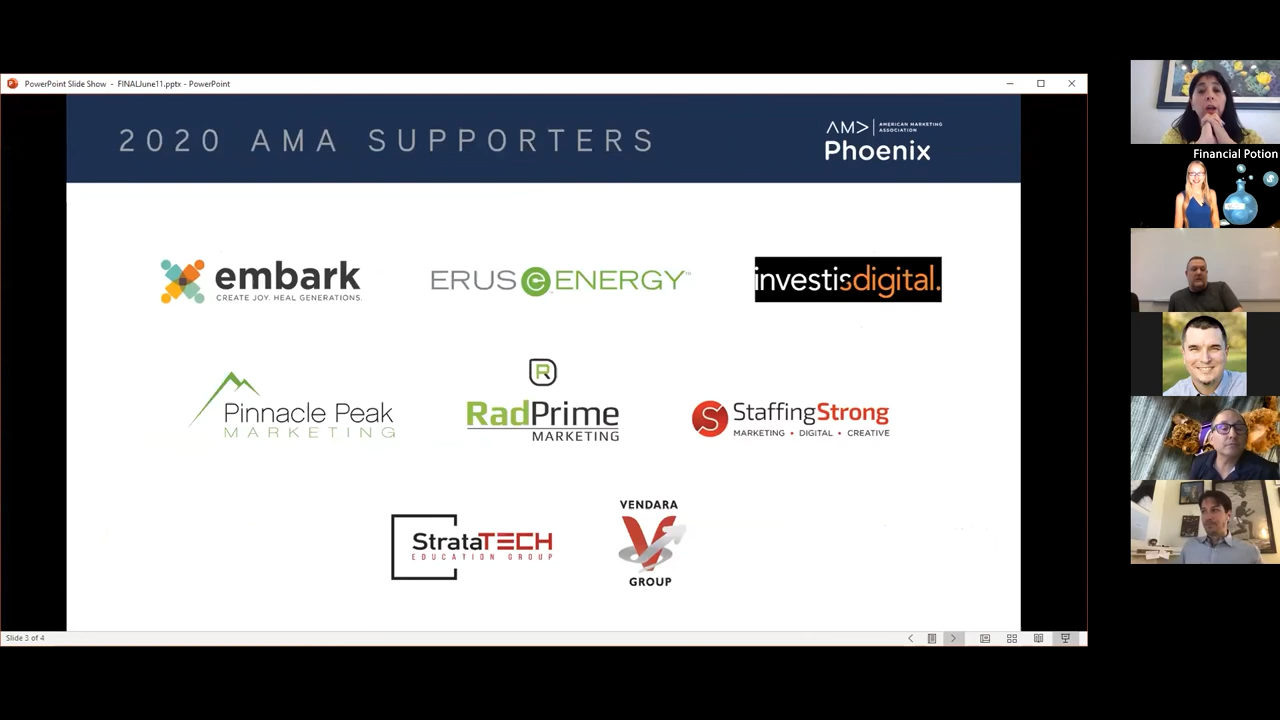 PowerPoint Slide Show - FINALJune11.pptx - PowerPoint
2020 AMA SUPPORTERS
AMA
AMERICAN MARKETING
ASSOCIATION
Phoenix
Financial Potion
embark
CREATE JOY. HEAL GENERATIONS.
ERUS e ENERGY™
investisdigital.
Pinnacle Peak
MARKETING
R
RadPrime
MARKETING
S
StaffingStrong
MARKETING • DIGITAL • CREATIVE
StrataTECH
EDUCATION GROUP
VENDARA
V
GROUP
Slide 3 of 4